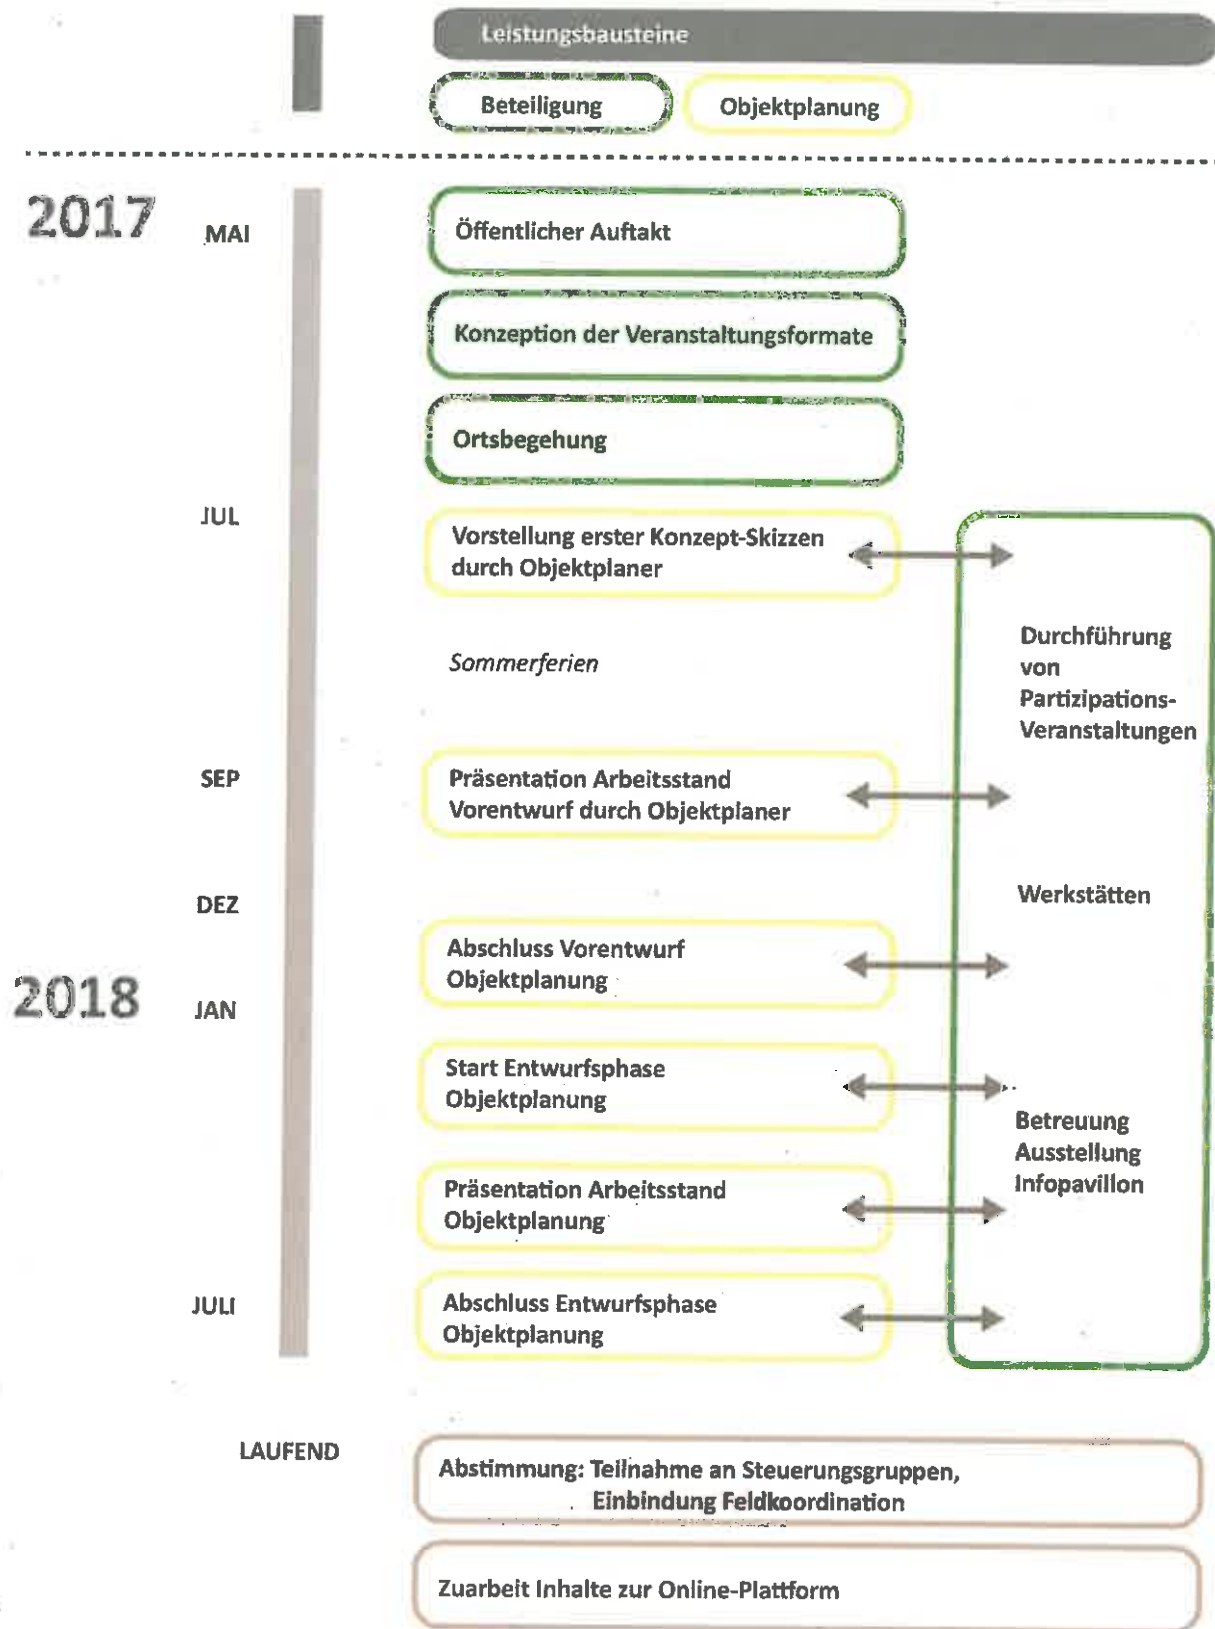 Leistungsbausteine
Beteiligung
Objektplanung
2017
MAI
Öffentlicher Auftakt
Konzeption der Veranstaltungsformate
Ortsbegehung
JUL
Vorstellung erster Konzept-Skizzen
durch Objektplaner
Durchführung
von
Partizipations-
Veranstaltungen
Sommerferien
SEP
Präsentation Arbeitsstand
Vorentwurf durch Objektplaner
Werkstätten
DEZ
Abschluss Vorentwurf
Objektplanung
2018
JAN
Start Entwurfsphase
Objektplanung
Betreuung
Ausstellung
Infopavillon
Präsentation Arbeitsstand
Objektplanung
JULI
Abschluss Entwurfsphase
Objektplanung
LAUFEND
Abstimmung: Teilnahme an Steuerungsgruppen,
Einbindung Feldkoordination
Zuarbeit Inhalte zur Online-Plattform